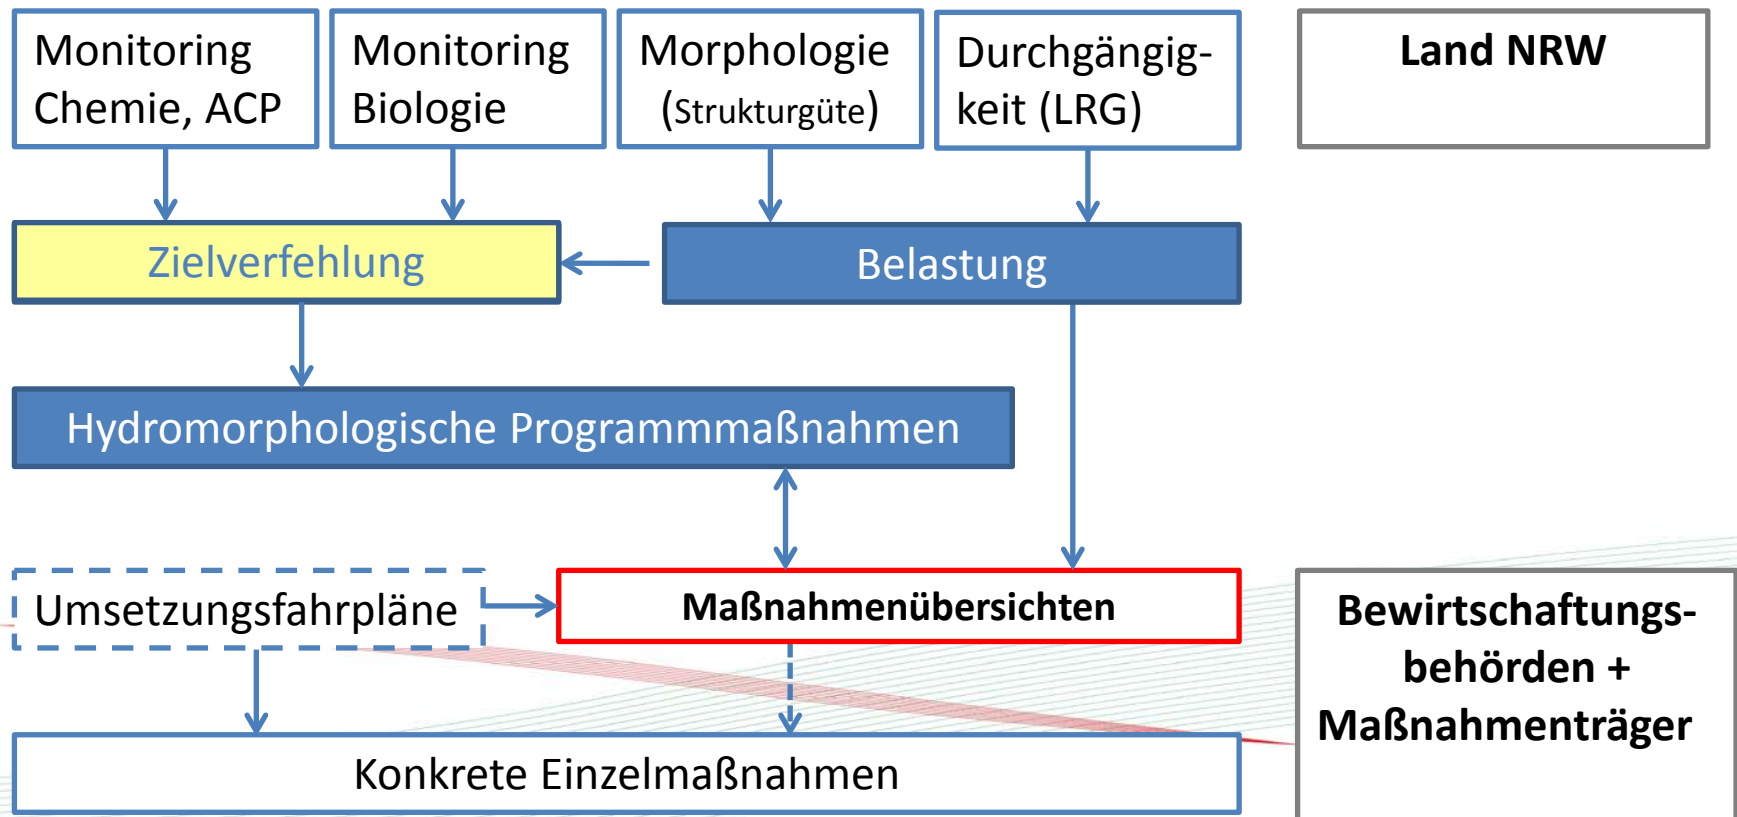 Monitoring
Chemie, ACP
Monitoring
Biologie
Morphologie
(Strukturgüte)
Durchgängig-
keit (LRG)
Land NRW
Zielverfehlung
Belastung
Hydromorphologische Programmmaßnahmen
Umsetzungsfahrpläne
Maßnahmenübersichten
Bewirtschaftungs-
behörden +
Maßnahmenträger
Konkrete Einzelmaßnahmen